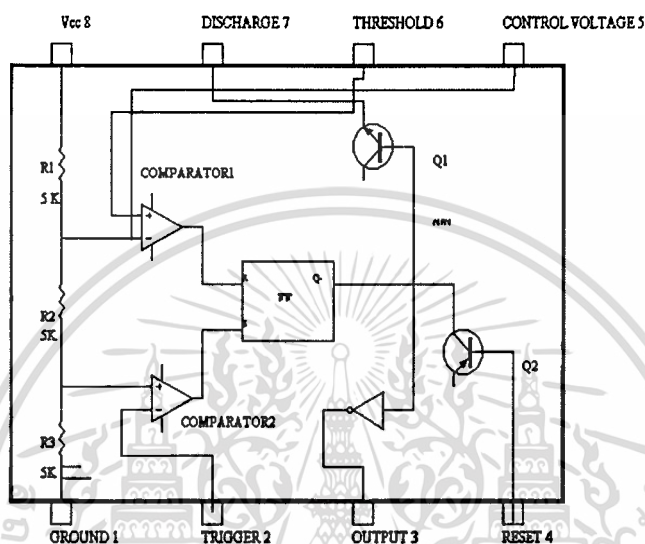 Vcc 8
DISCHARGE 7
THRESHOLD 6
CONTROL VOLTAGE 5
R1
5 K
COMPARATOR1
Q1
+
-
R
Q
FF
S
R2
5K
Q2
+
-
COMPARATOR2
R3
5K
GROUND 1
TRIGGER 2
OUTPUT 3
RESET 4